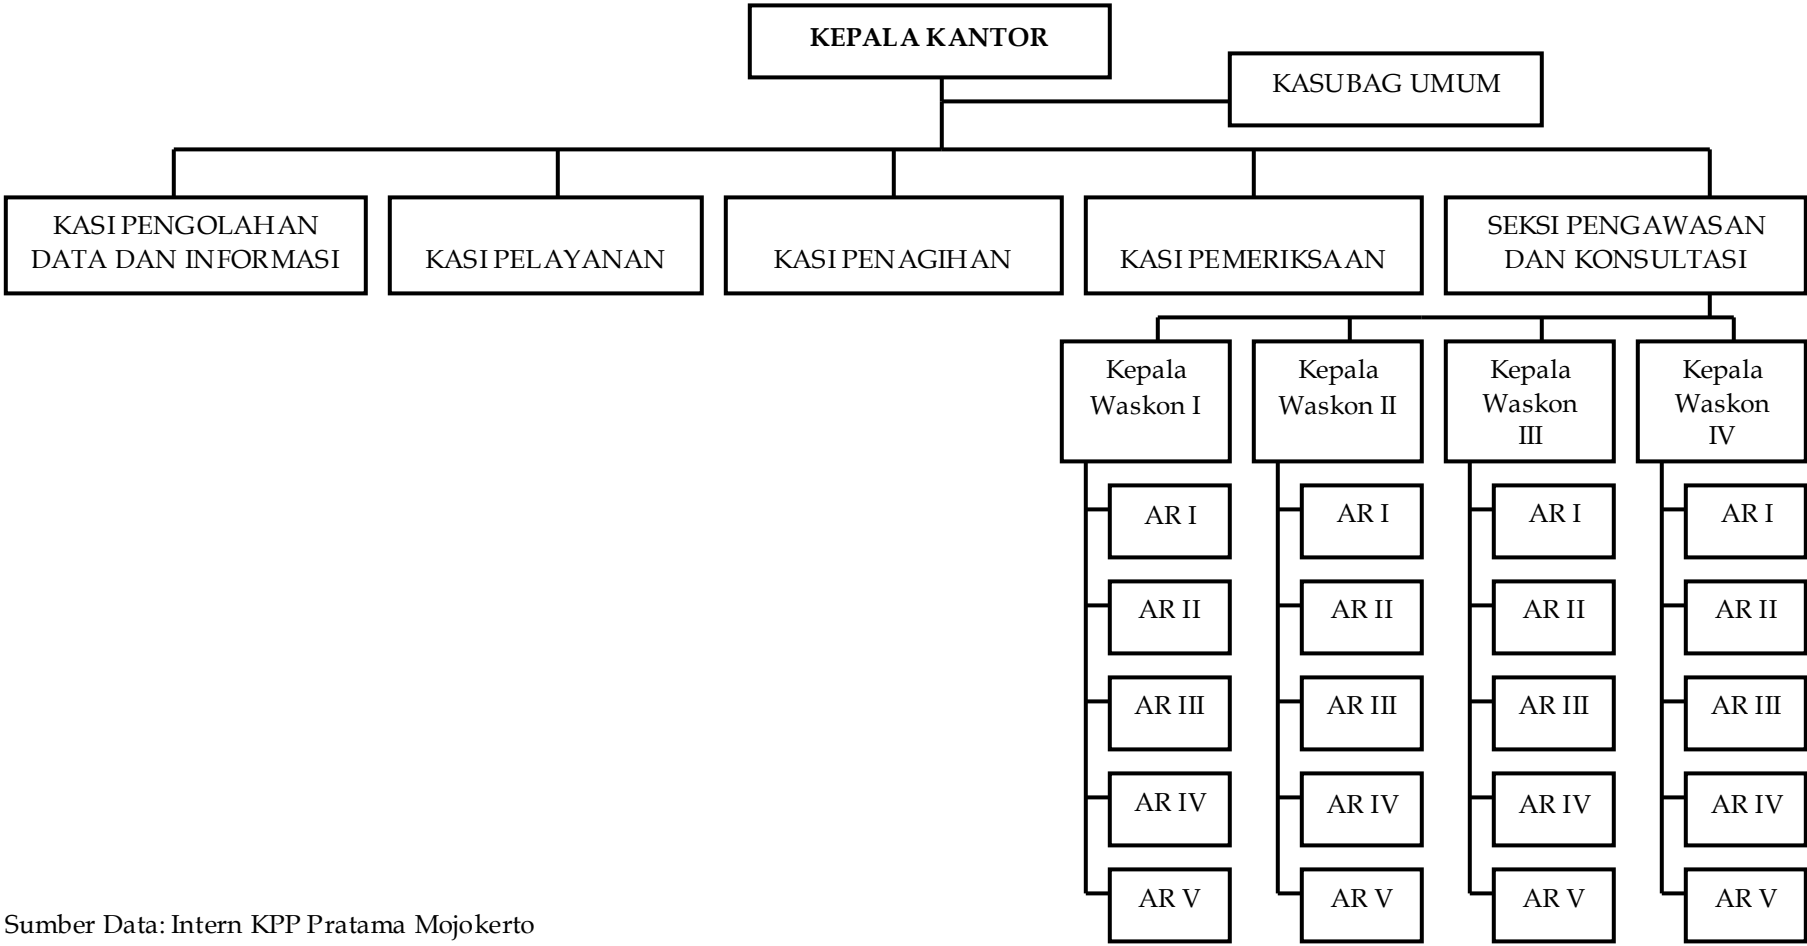 KEPALA KANTOR
KASUBAG UMUM
KASI PENGOLAHAN
DATA DAN INFORMASI
KASI PELAYANAN
KASI PENAGIHAN
KASI PEMERIKSAAN
SEKSI PENGAWASAN
DAN KONSULTASI
Kepala
Waskon I
Kepala
Waskon II
Kepala
Waskon
III
Kepala
Waskon
IV
AR I
AR I
AR I
AR I
AR II
AR II
AR II
AR II
AR III
AR III
AR III
AR III
AR IV
AR IV
AR IV
AR IV
AR V
AR V
AR V
AR V
Sumber Data: Intern KPP Pratama Mojokerto